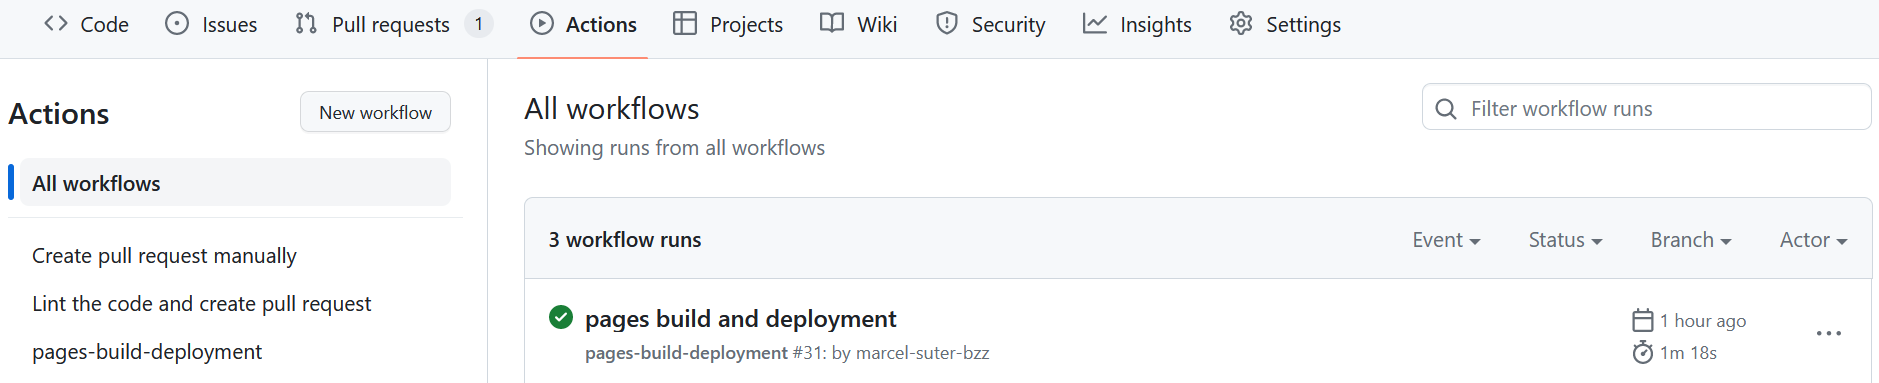 Code Issues Pull requests 1 Actions Projects Wiki Security Insights Settings
Actions
New workflow
All workflows
Create pull request manually
Lint the code and create pull request
pages-build-deployment
All workflows
Showing runs from all workflows
Filter workflow runs
3 workflow runs
Event Status Branch Actor
pages build and deployment
pages-build-deployment #31: by marcel-suter-bzz
1 hour ago
1m 18s